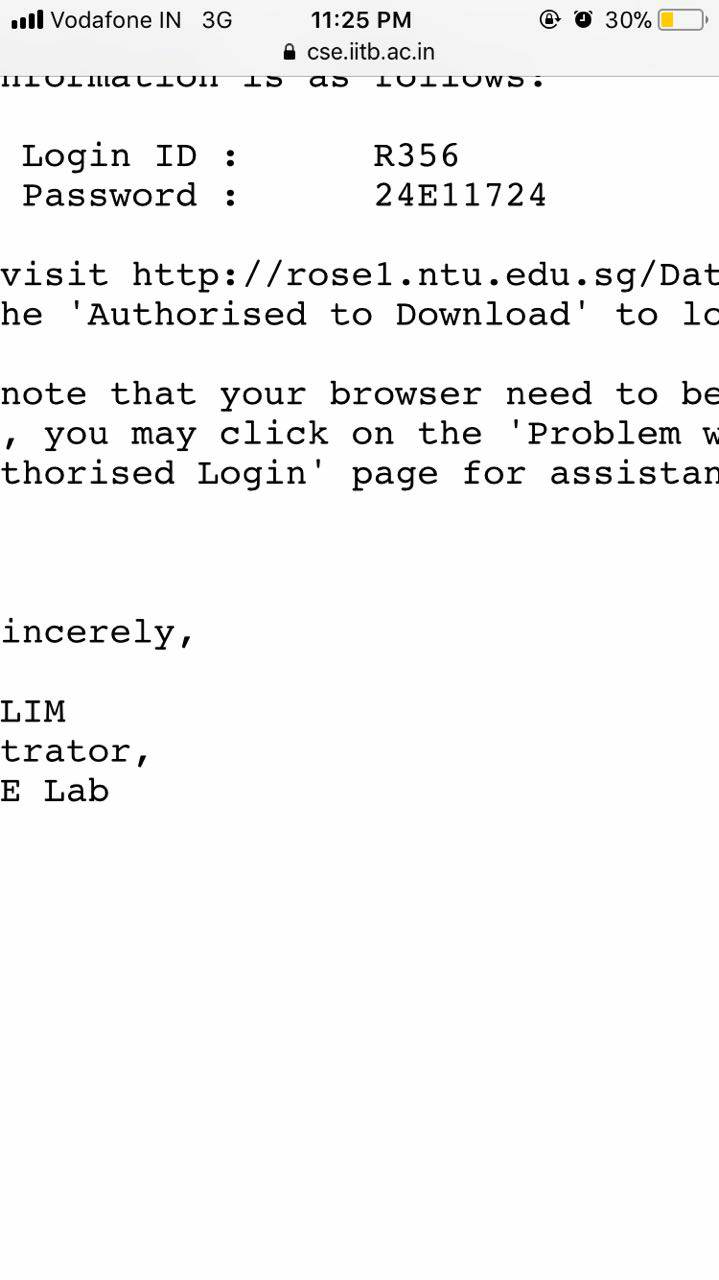 Vodafone IN 3G 11:25 PM 30%
cse.iitb.ac.in
nformation is as follows:
Login ID : R356
Password : 24E11724
visit http://rose1.ntu.edu.sg/Dat
he 'Authorised to Download' to lo
note that your browser need to be
, you may click on the 'Problem w
thorised Login' page for assistan
incerely,
LIM
trator,
E Lab